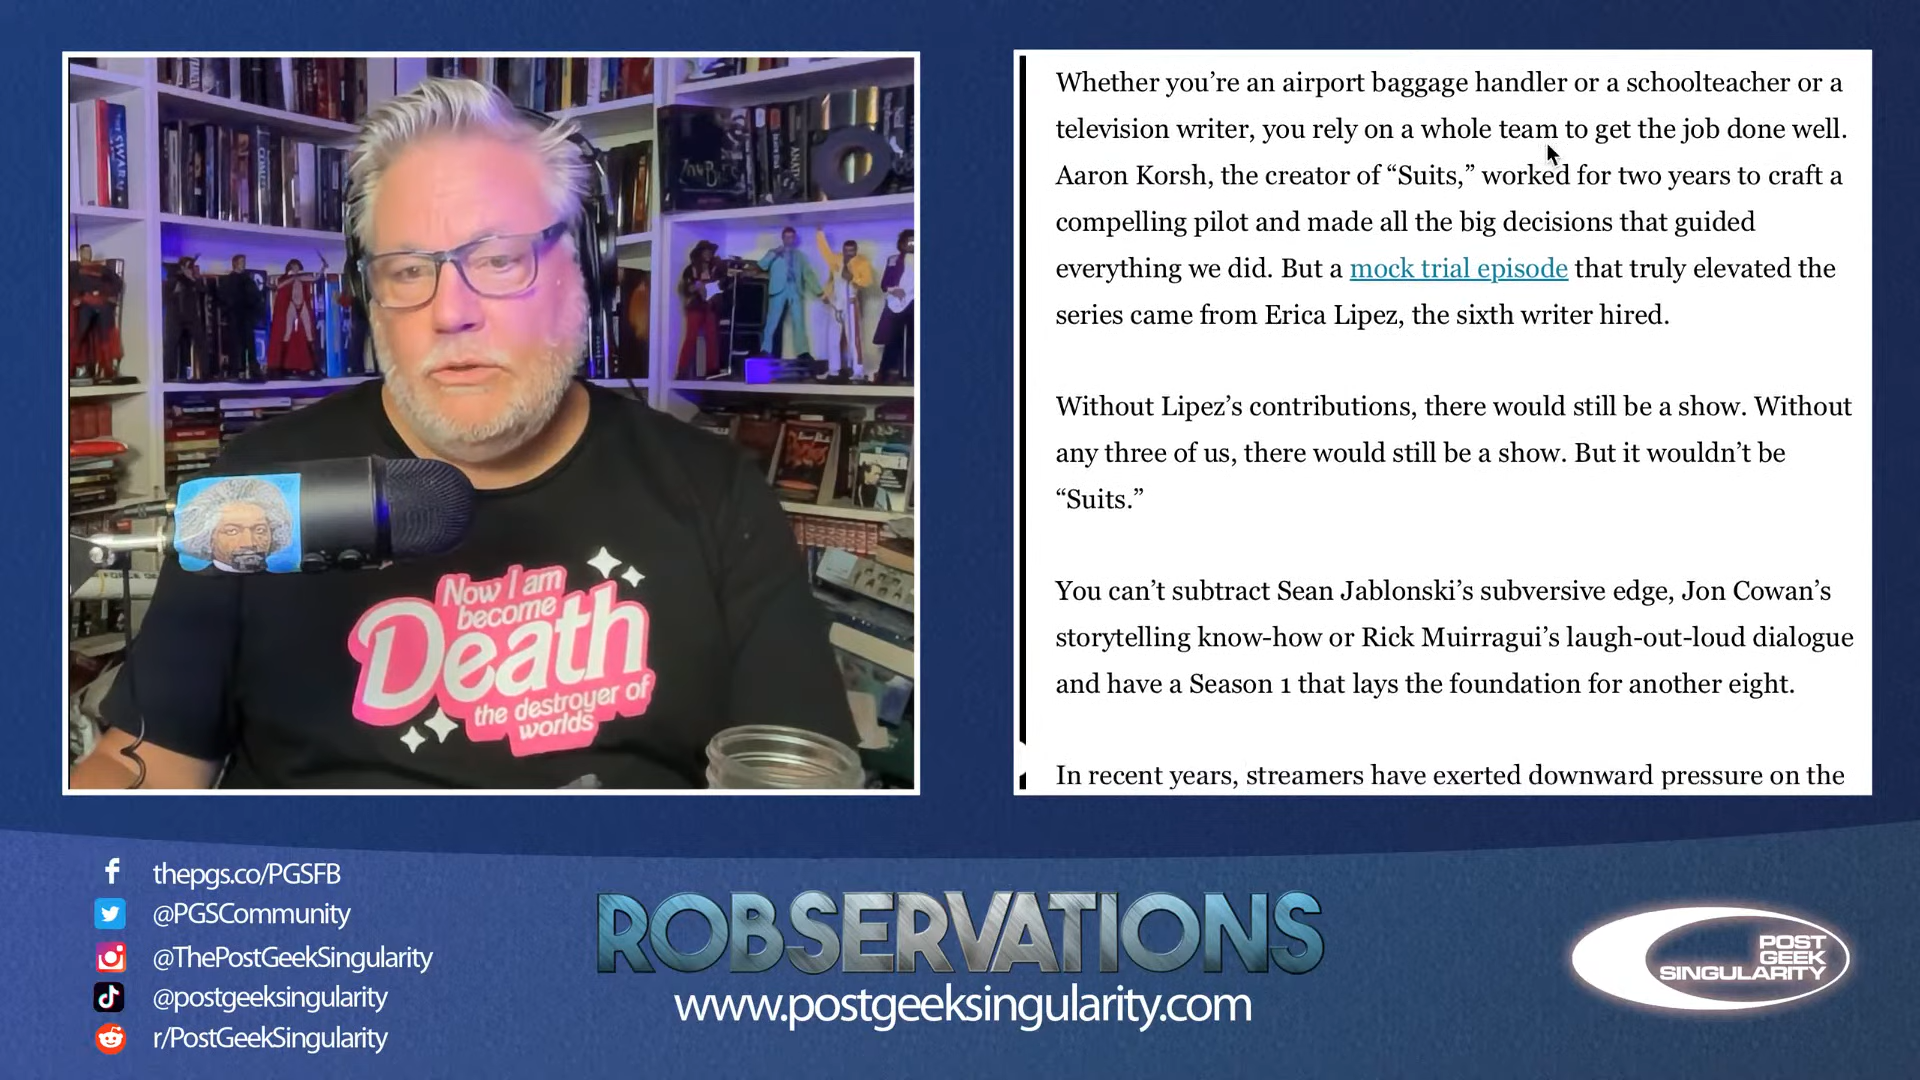 THE SWARM
Whether you’re an airport baggage handler or a schoolteacher or a
television writer, you rely on a whole team to get the job done well.
Aaron Korsh, the creator of “Suits,” worked for two years to craft a
compelling pilot and made all the big decisions that guided
everything we did. But a mock trial episode that truly elevated the
series came from Erica Lipez, the sixth writer hired.
Without Lipez’s contributions, there would still be a show. Without
any three of us, there would still be a show. But it wouldn’t be
“Suits.”
You can’t subtract Sean Jablonski’s subversive edge, Jon Cowan’s
storytelling know-how or Rick Muirragui’s laugh-out-loud dialogue
and have a Season 1 that lays the foundation for another eight.
In recent years, streamers have exerted downward pressure on the
Now I am
become
Death
the destroyer of
worlds
thepgs.co/PGSFB
@PGSCommunity
@ThePostGeekSingularity
@postgeeksingularity
r/PostGeekSingularity
ROBSERVATIONS
www.postgeeksingularity.com
POST
GEEK
SINGULARITY